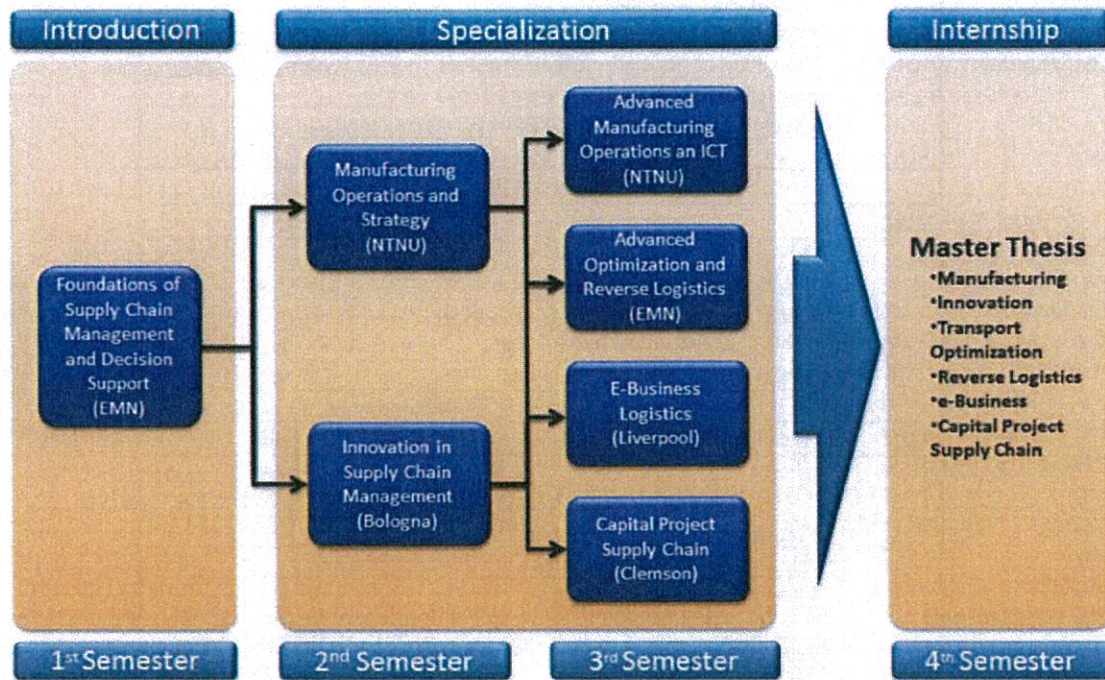 Introduction
Specialization
Internship
Foundations of
Supply Chain
Management
and Decision
Support
(EMN)
Manufacturing
Operations and
Strategy
(NTNU)
Innovation in
Supply Chain
Management
(Bologna)
Advanced
Manufacturing
Operations an ICT
(NTNU)
Advanced
Optimization and
Reverse Logistics
(EMN)
E-Business
Logistics
(Liverpool)
Capital Project
Supply Chain
(Clemson)
Master Thesis
•Manufacturing
•Innovation
•Transport
Optimization
•Reverse Logistics
•e-Business
•Capital Project
Supply Chain
1st Semester
2nd Semester
3rd Semester
4th Semester